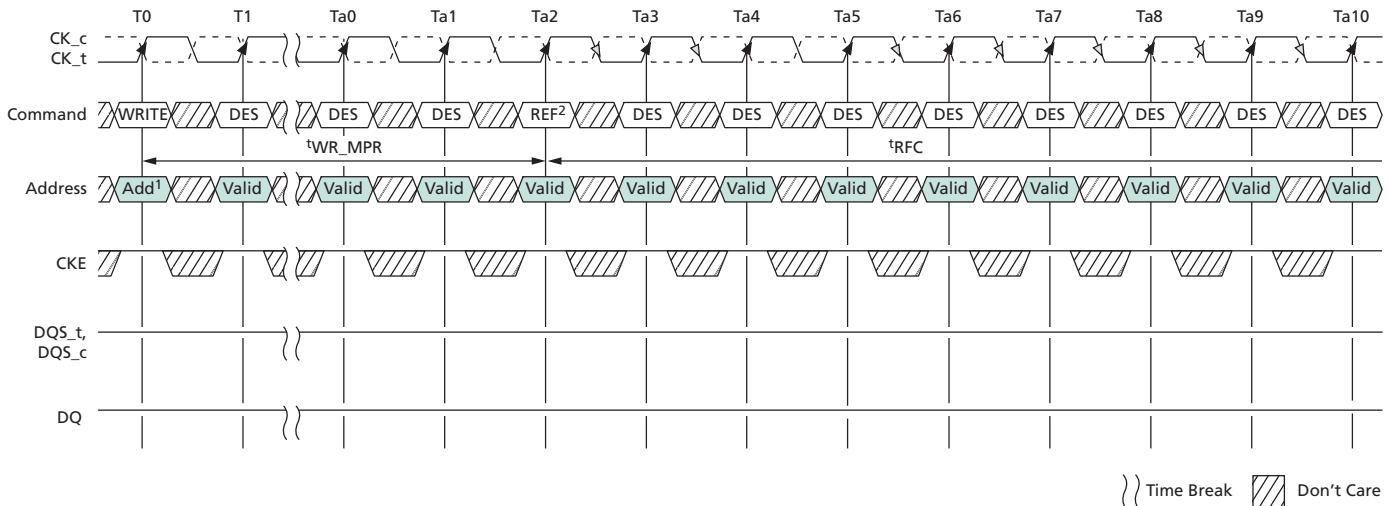 T0 T1 Ta0 Ta1 Ta2 Ta3 Ta4 Ta5 Ta6 Ta7 Ta8 Ta9 Ta10
CK_c
CK_t
Command WRITE DES DES DES REF² DES DES DES DES DES DES DES DES
tWR_MPR tRFC
Address Add¹ Valid Valid Valid Valid Valid Valid Valid Valid Valid Valid Valid Valid
CKE
DQS_t,
DQS_c
DQ
Time Break Don't Care